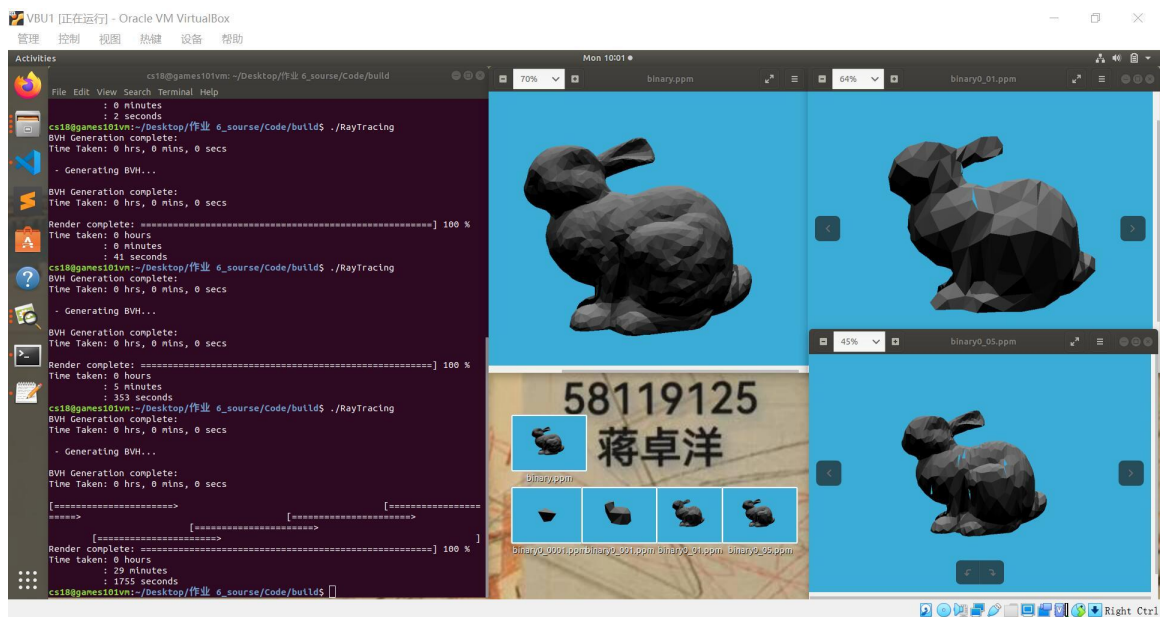 VBU1 [正在运行] - Oracle VM VirtualBox
管理 控制 视图 热键 设备 帮助
Activities
Mon 10:01
cs18@games101vm: ~/Desktop/作业 6_sourse/Code/build
File Edit View Search Terminal Help
: 0 minutes
: 2 seconds
cs18@games101vm:~/Desktop/作业 6_sourse/Code/build$ ./RayTracing
BVH Generation complete:
Time Taken: 0 hrs, 0 mins, 0 secs
- Generating BVH...
BVH Generation complete:
Time Taken: 0 hrs, 0 mins, 0 secs
Render complete: ======================================================] 100 %
Time taken: 0 hours
: 0 minutes
: 41 seconds
cs18@games101vm:~/Desktop/作业 6_sourse/Code/build$ ./RayTracing
BVH Generation complete:
Time Taken: 0 hrs, 0 mins, 0 secs
- Generating BVH...
BVH Generation complete:
Time Taken: 0 hrs, 0 mins, 0 secs
Render complete: ======================================================] 100 %
Time taken: 0 hours
: 5 minutes
: 353 seconds
cs18@games101vm:~/Desktop/作业 6_sourse/Code/build$ ./RayTracing
BVH Generation complete:
Time Taken: 0 hrs, 0 mins, 0 secs
- Generating BVH...
BVH Generation complete:
Time Taken: 0 hrs, 0 mins, 0 secs
[======================> [=================
=====> [======================>
[======================>
[======================> ]
Render complete: ======================================================] 100 %
Time taken: 0 hours
: 29 minutes
: 1755 seconds
cs18@games101vm:~/Desktop/作业 6_sourse/Code/build$
70% binary.ppm
64% binary0_01.ppm
45% binary0_05.ppm
58119125
蒋卓洋
binary.ppm
binary0_0001.ppm binary0_001.ppm binary0_01.ppm binary0_05.ppm
Right Ctrl